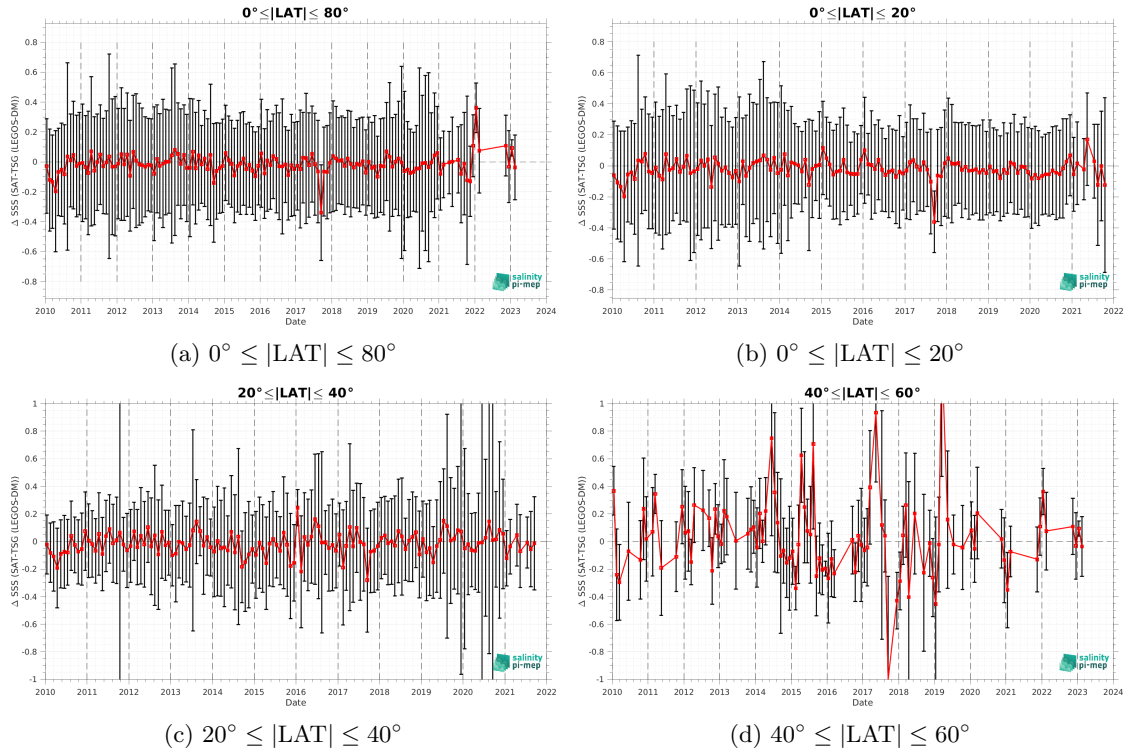 0°≤|LAT|≤ 80°
Δ SSS (SAT-TSG (LEGOS-DM))
0.8
0.6
0.4
0.2
0
-0.2
-0.4
-0.6
-0.8
2010 2011 2012 2013 2014 2015 2016 2017 2018 2019 2020 2021 2022 2023 2024
Date
salinity
pi-mep
(a) 0° ≤ |LAT| ≤ 80°
0°≤|LAT|≤ 20°
Δ SSS (SAT-TSG (LEGOS-DM))
0.8
0.6
0.4
0.2
0
-0.2
-0.4
-0.6
-0.8
2010 2011 2012 2013 2014 2015 2016 2017 2018 2019 2020 2021 2022
Date
salinity
pi-mep
(b) 0° ≤ |LAT| ≤ 20°
20°≤|LAT|≤ 40°
Δ SSS (SAT-TSG (LEGOS-DM))
1
0.8
0.6
0.4
0.2
0
-0.2
-0.4
-0.6
-0.8
-1
2010 2011 2012 2013 2014 2015 2016 2017 2018 2019 2020 2021 2022
Date
salinity
pi-mep
(c) 20° ≤ |LAT| ≤ 40°
40°≤|LAT|≤ 60°
Δ SSS (SAT-TSG (LEGOS-DM))
1
0.8
0.6
0.4
0.2
0
-0.2
-0.4
-0.6
-0.8
-1
2010 2011 2012 2013 2014 2015 2016 2017 2018 2019 2020 2021 2022 2023 2024
Date
salinity
pi-mep
(d) 40° ≤ |LAT| ≤ 60°